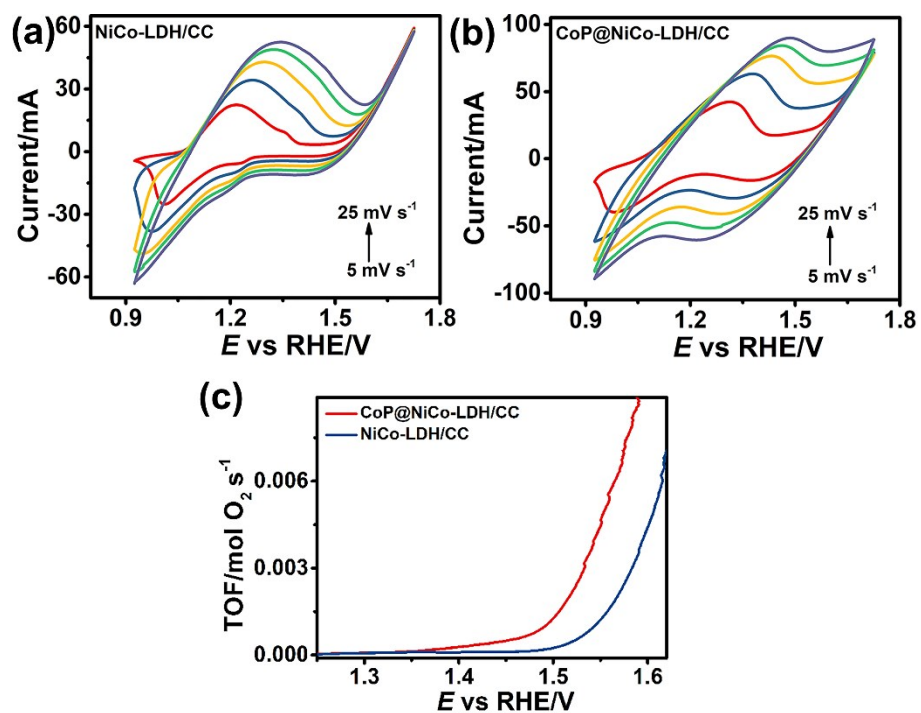 (a)
NiCo-LDH/CC
60
30
0
-30
-60
Current/mA
25 mV s⁻¹
5 mV s⁻¹
0.9 1.2 1.5 1.8
E vs RHE/V
(b)
CoP@NiCo-LDH/CC
100
50
0
-50
-100
Current/mA
25 mV s⁻¹
5 mV s⁻¹
0.9 1.2 1.5 1.8
E vs RHE/V
(c)
CoP@NiCo-LDH/CC
NiCo-LDH/CC
0.006
0.003
0.000
TOF/mol O₂ s⁻¹
1.3 1.4 1.5 1.6
E vs RHE/V